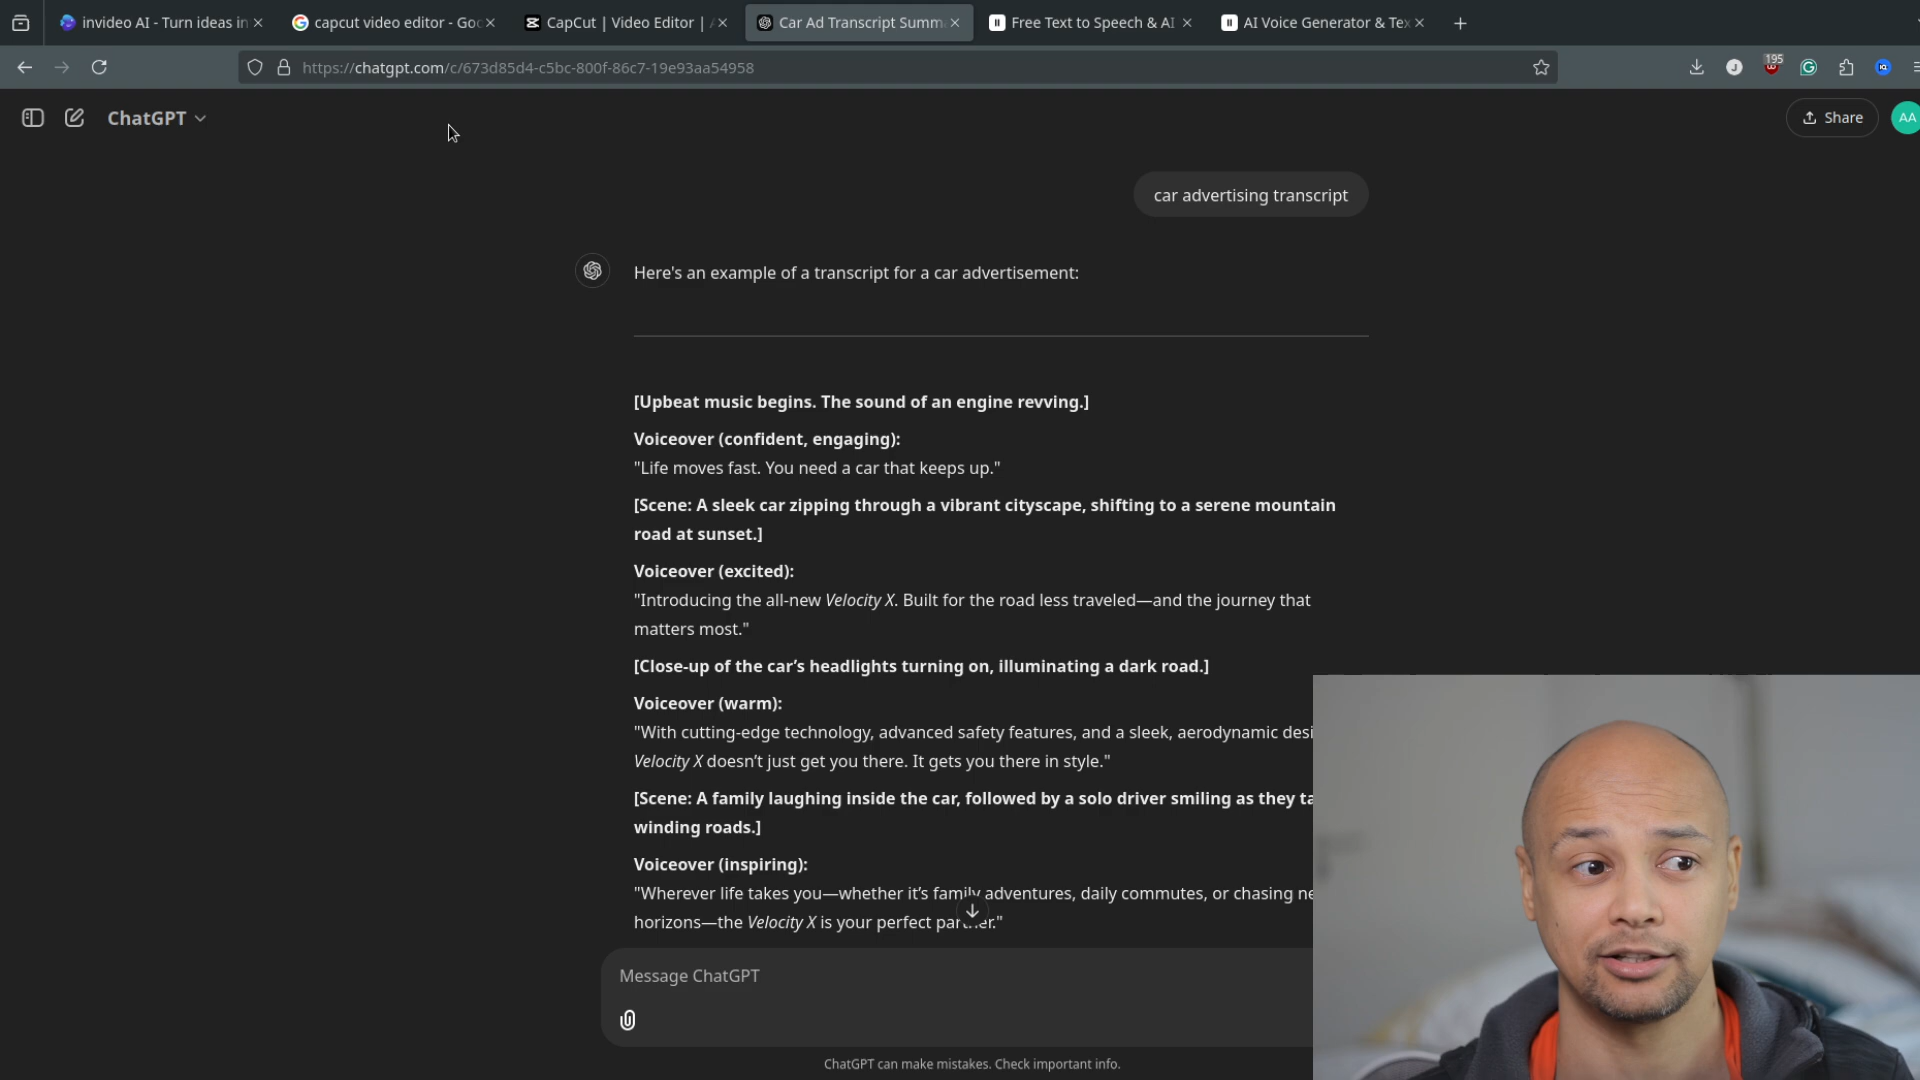 invideo AI - Turn ideas in
capcut video editor - Goo
CapCut | Video Editor | A
Car Ad Transcript Summ
Free Text to Speech & AI
AI Voice Generator & Tex
https://chatgpt.com/c/673d85d4-c5bc-800f-86c7-19e93aa54958
195
J
ChatGPT
Share
AA
car advertising transcript
Here's an example of a transcript for a car advertisement:
[Upbeat music begins. The sound of an engine revving.]
Voiceover (confident, engaging):
"Life moves fast. You need a car that keeps up."
[Scene: A sleek car zipping through a vibrant cityscape, shifting to a serene mountain
road at sunset.]
Voiceover (excited):
"Introducing the all-new Velocity X. Built for the road less traveled—and the journey that
matters most."
[Close-up of the car’s headlights turning on, illuminating a dark road.]
Voiceover (warm):
"With cutting-edge technology, advanced safety features, and a sleek, aerodynamic desi
Velocity X doesn’t just get you there. It gets you there in style."
[Scene: A family laughing inside the car, followed by a solo driver smiling as they ta
winding roads.]
Voiceover (inspiring):
"Wherever life takes you—whether it’s family adventures, daily commutes, or chasing ne
horizons—the Velocity X is your perfect partner."
Message ChatGPT
ChatGPT can make mistakes. Check important info.